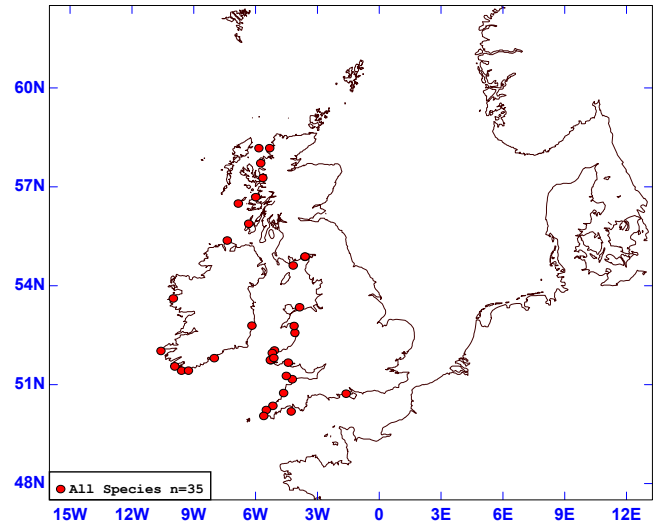 60N
57N
54N
51N
48N
All Species n=35
15W 12W 9W 6W 3W 0 3E 6E 9E 12E